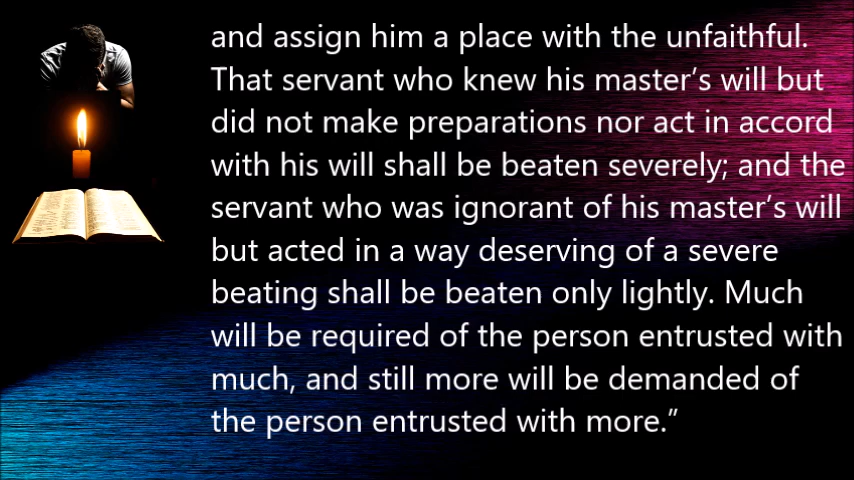 and assign him a place with the unfaithful.
That servant who knew his master’s will but
did not make preparations nor act in accord
with his will shall be beaten severely; and the
servant who was ignorant of his master’s will
but acted in a way deserving of a severe
beating shall be beaten only lightly. Much
will be required of the person entrusted with
much, and still more will be demanded of
the person entrusted with more.”